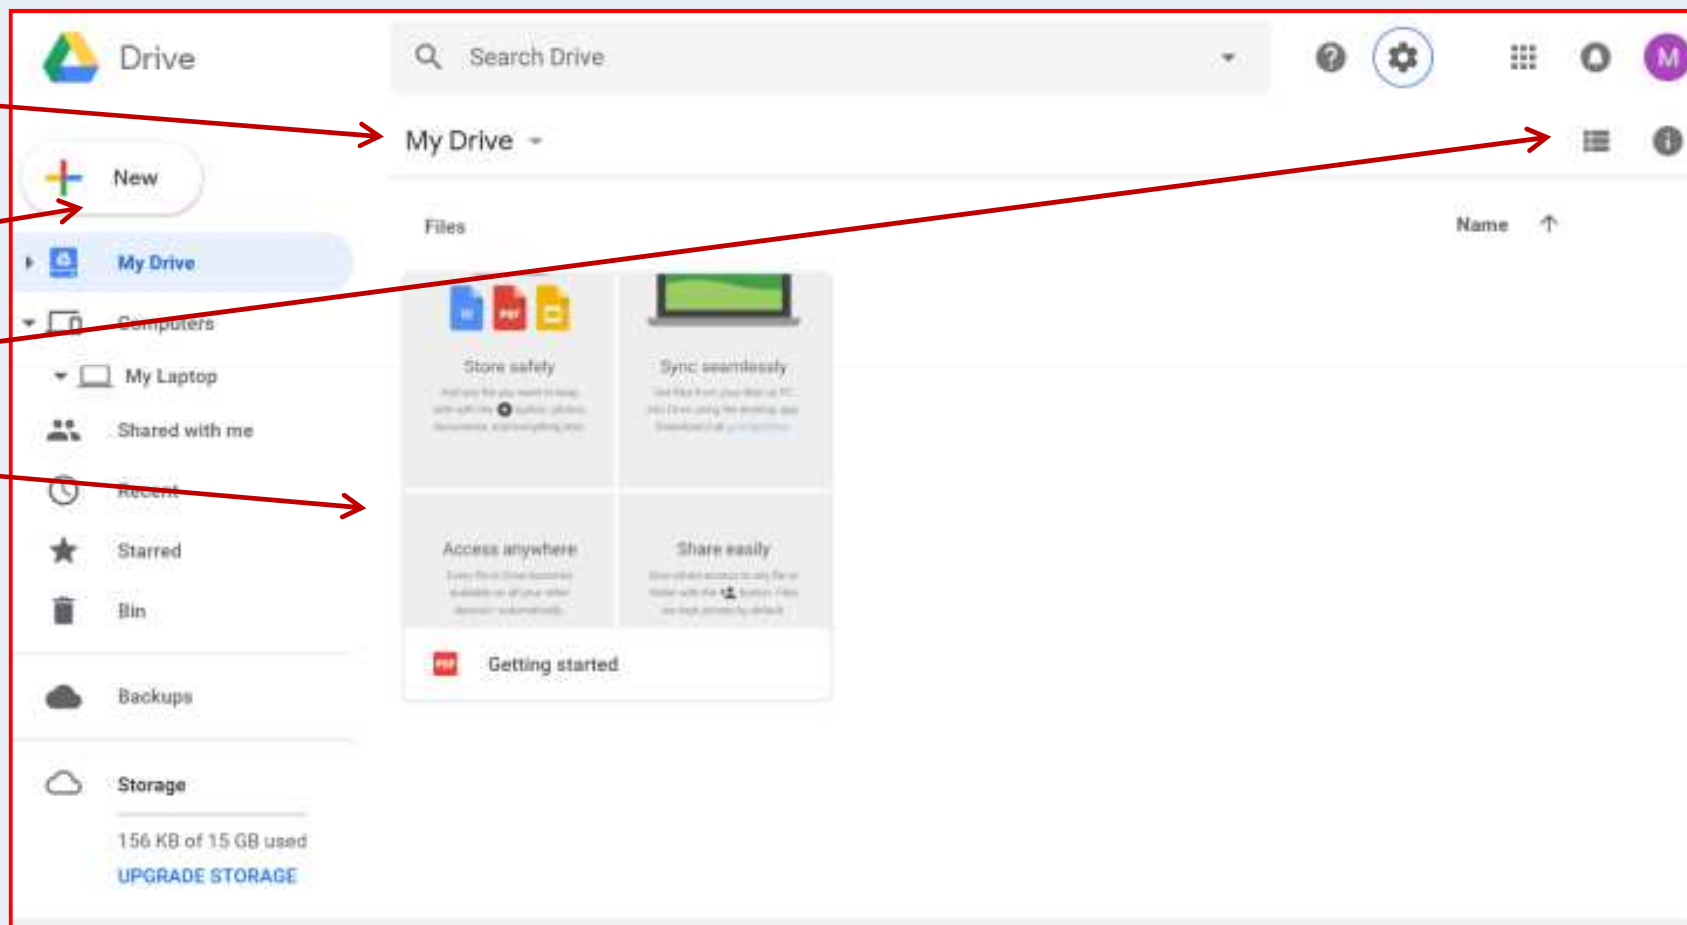 Drive
Search Drive
M
My Drive
New
Files
Name
My Drive
Computers
My Laptop
Shared with me
Recent
Starred
Bin
Backups
Storage
156 KB of 15 GB used
UPGRADE STORAGE
PDF
Store safely
Sync seamlessly
Access anywhere
Share easily
PDF
Getting started